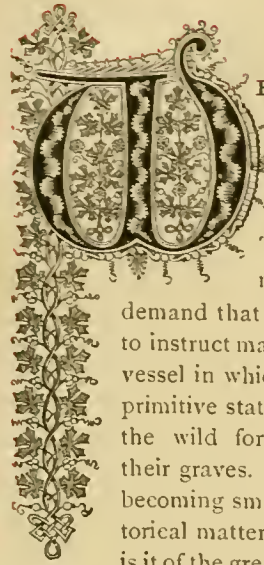 W
demand that
to instruct ma
vessel in whic
primitive stat
the wild for
their graves.
becoming sm
torical matter
is it of the gre